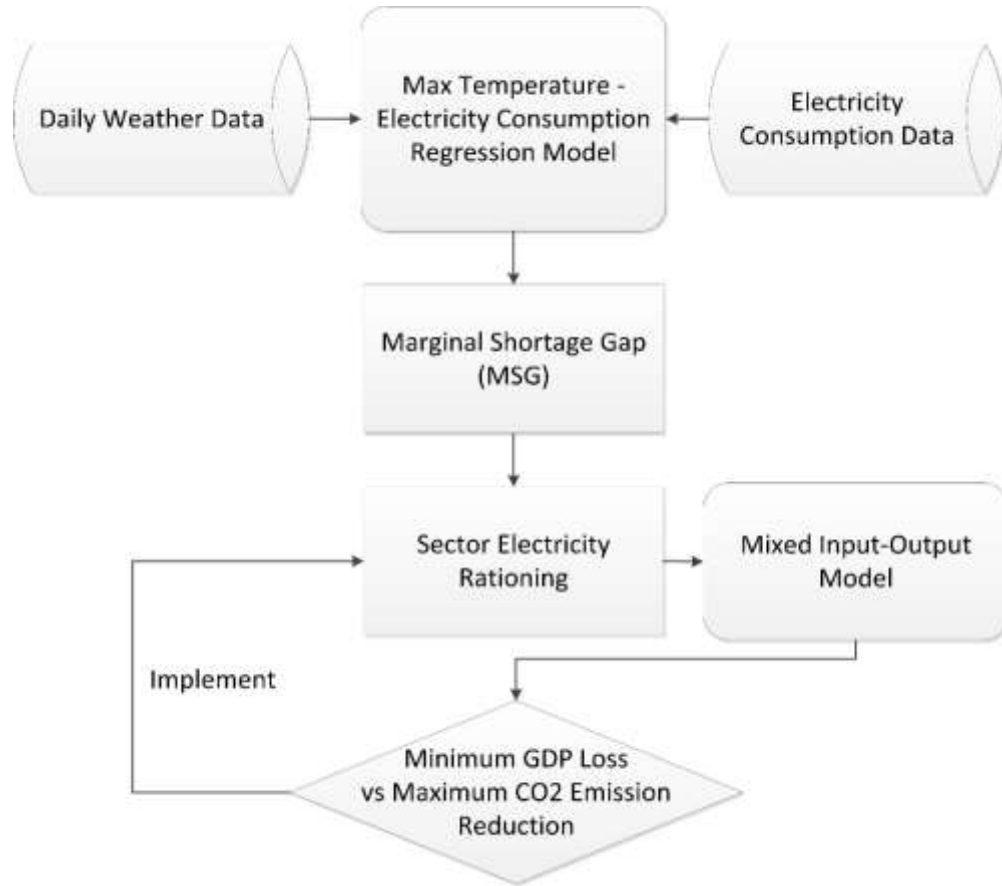 Daily Weather Data
Max Temperature -
Electricity Consumption
Regression Model
Electricity
Consumption Data
Marginal Shortage Gap
(MSG)
Sector Electricity
Rationing
Mixed Input-Output
Model
Implement
Minimum GDP Loss
vs Maximum CO2 Emission
Reduction